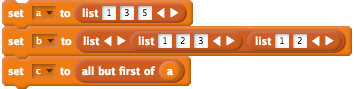 set a to list 1 3 5
set b to list list 1 2 3 list 1 2
set c to all but first of a